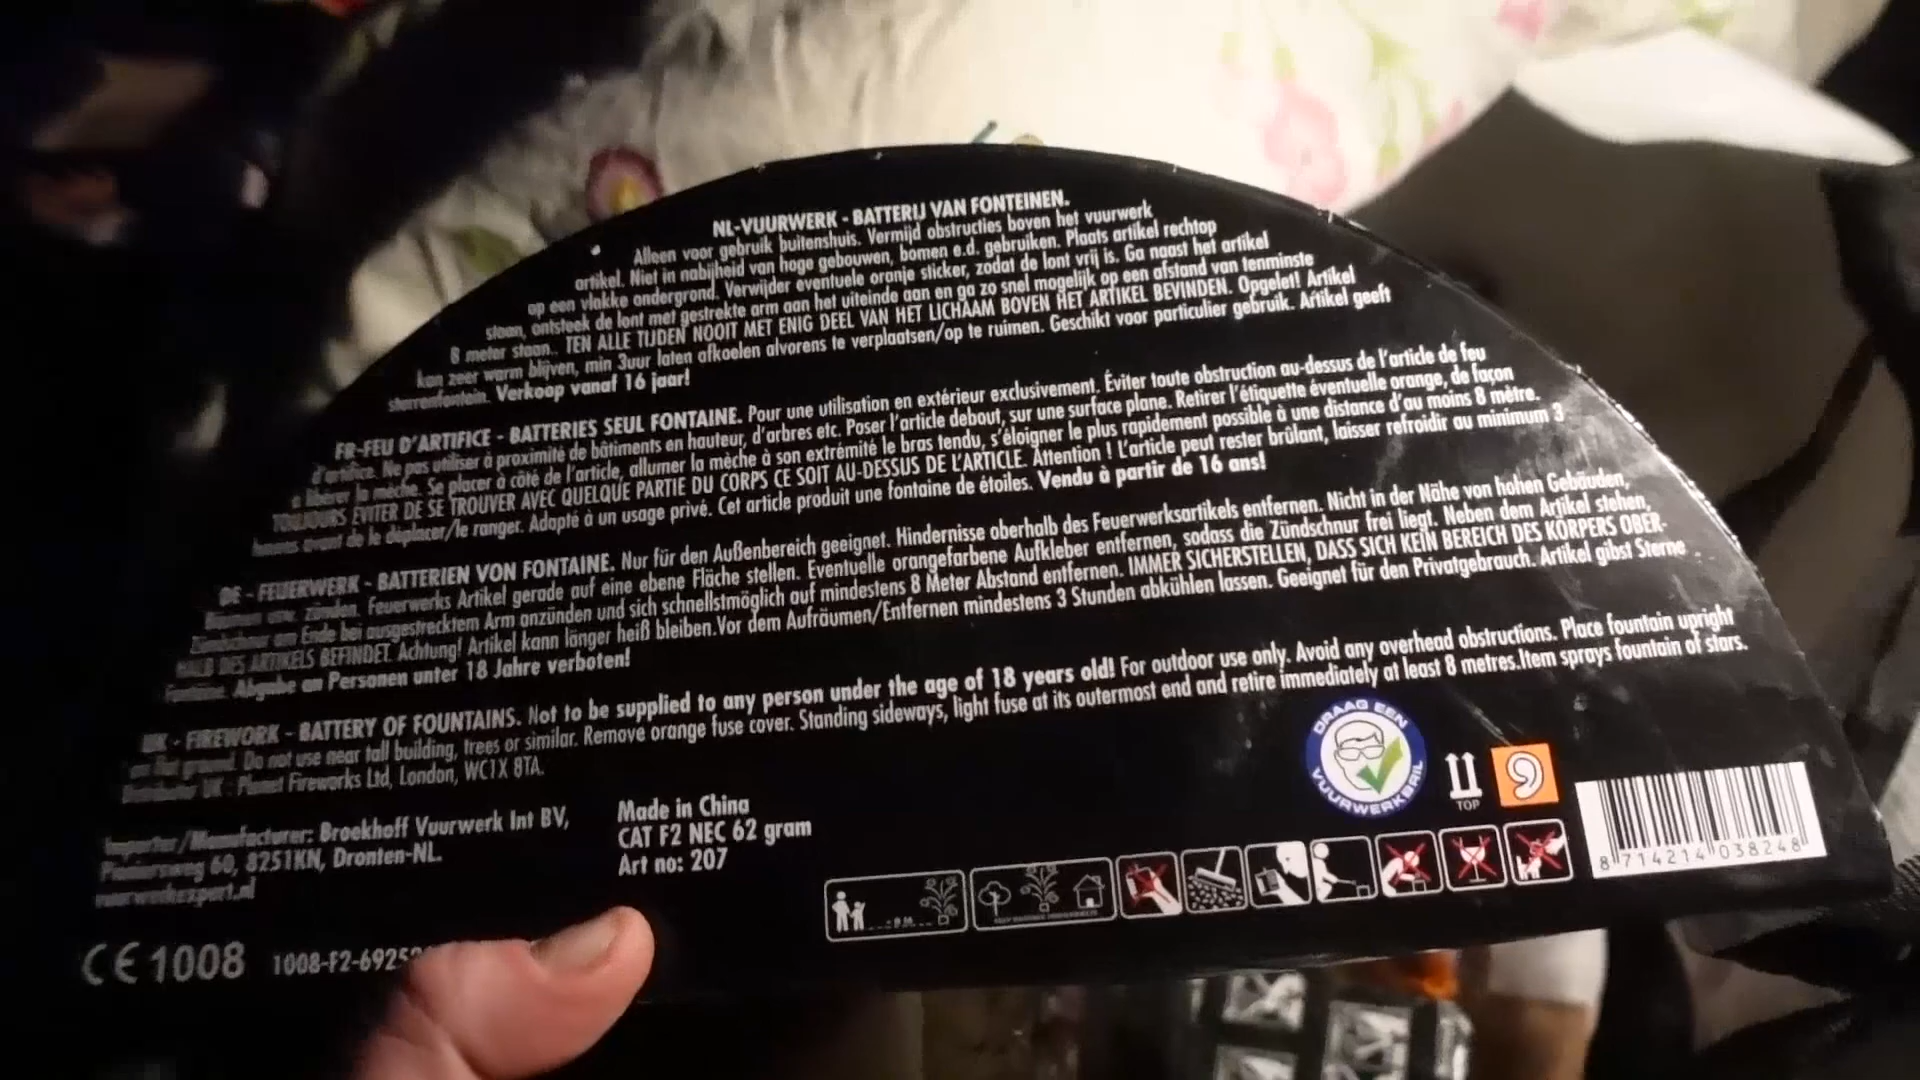 NL-VUURWERK - BATTERIJ VAN FONTEINEN.
Alleen voor gebruik buitenshuis. Vermijd obstructies boven het vuurwerk
artikel. Niet in nabijheid van hoge gebouwen, bomen e.d. gebruiken. Plaats artikel rechtop
op een vlakke ondergrond. Verwijder eventuele oranje sticker, zodat de lont vrij is. Ga naast het artikel
staan, ontsteek de lont met gestrekte arm aan het uiteinde aan en ga zo snel mogelijk op een afstand van tenminste
8 meter staan.. TEN ALLE TIJDEN NOOIT MET ENIG DEEL VAN HET LICHAAM BOVEN HET ARTIKEL BEVINDEN. Opgelet! Artikel
kan zeer warm blijven, min 3uur laten afkoelen alvorens te verplaatsen/op te ruimen. Geschikt voor particulier gebruik. Artikel geeft
sterrenfontein. Verkoop vanaf 16 jaar!
FR-FEU D'ARTIFICE - BATTERIES SEUL FONTAINE. Pour une utilisation en extérieur exclusivement. Éviter toute obstruction au-dessus de l'article de feu
d'artifice. Ne pas utiliser à proximité de bâtiments en hauteur, d'arbres etc. Poser l'article debout, sur une surface plane. Retirer l'étiquette éventuelle orange, de façon
à libérer la mèche. Se placer à côté de l'article, allumer la mèche à son extrémité le bras tendu, s'éloigner le plus rapidement possible à une distance d'au moins 8 mètre.
TOUJOURS ÉVITER DE SE TROUVER AVEC QUELQUE PARTIE DU CORPS CE SOIT AU-DESSUS DE L'ARTICLE. Attention ! L'article peut rester brûlant, laisser refroidir au minimum 3
heures avant de le déplacer/le ranger. Adapté à un usage privé. Cet article produit une fontaine de étoiles. Vendu à partir de 16 ans!
DE - FEUERWERK - BATTERIEN VON FONTAINE. Nur für den Außenbereich geeignet. Hindernisse oberhalb des Feuerwerksartikels entfernen. Nicht in der Nähe von hohen Gebäuden,
zünden. Feuerwerks Artikel gerade auf eine ebene Fläche stellen. Eventuelle orangefarbene Aufkleber entfernen, sodass die Zündschnur frei liegt. Neben dem Artikel stehen,
Zündschnur am Ende bei ausgestrecktem Arm anzünden und sich schnellstmöglich auf mindestens 8 Meter Abstand entfernen. IMMER SICHERSTELLEN, DASS SICH KEIN BEREICH DES KÖRPERS OBER-
HALB DES ARTIKELS BEFINDET. Achtung! Artikel kann länger heiß bleiben.Vor dem Aufräumen/Entfernen mindestens 3 Stunden abkühlen lassen. Geeignet für den Privatgebrauch. Artikel gibst Sterne
Abgabe an Personen unter 18 Jahre verboten!
UK - FIREWORK - BATTERY OF FOUNTAINS. Not to be supplied to any person under the age of 18 years old! For outdoor use only. Avoid any overhead obstructions. Place fountain upright
on flat ground. Do not use near tall building, trees or similar. Remove orange fuse cover. Standing sideways, light fuse at its outermost end and retire immediately at least 8 metres.Item sprays fountain of stars.
UK : Planet Fireworks Ltd, London, WC1X 8TA.
Importer/Manufacturer: Broekhoff Vuurwerk Int BV,
60, 8251KN, Dronten-NL.
vuurwerkexpert.nl
Made in China
CAT F2 NEC 62 gram
Art no: 207
CE 1008 1008-F2-6925
DRAAG EEN
VUURWERKBRIL
TOP
8 714214 038248